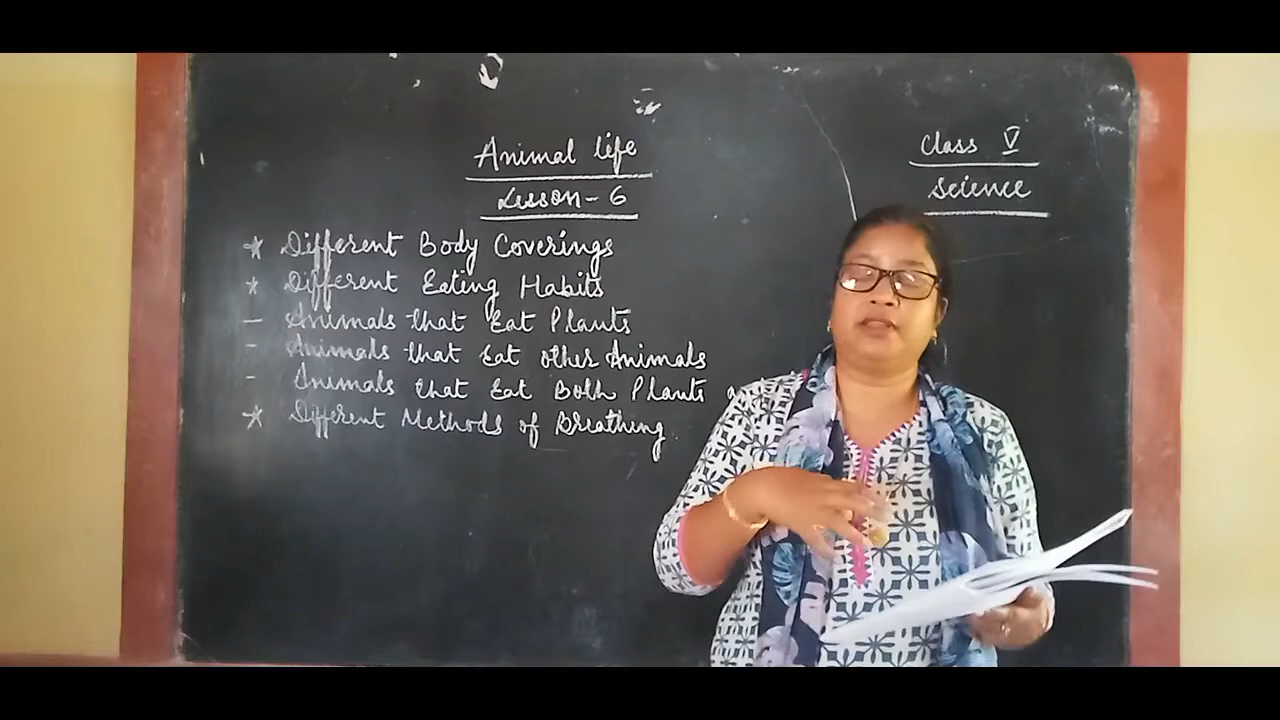 Animal life
Lesson - 6
Class V
Science
* Different Body Coverings
* Different Eating Habits
- Animals that Eat Plants
- Animals that Eat other Animals
- Animals that Eat Both Plants
* Different Methods of Breathing.